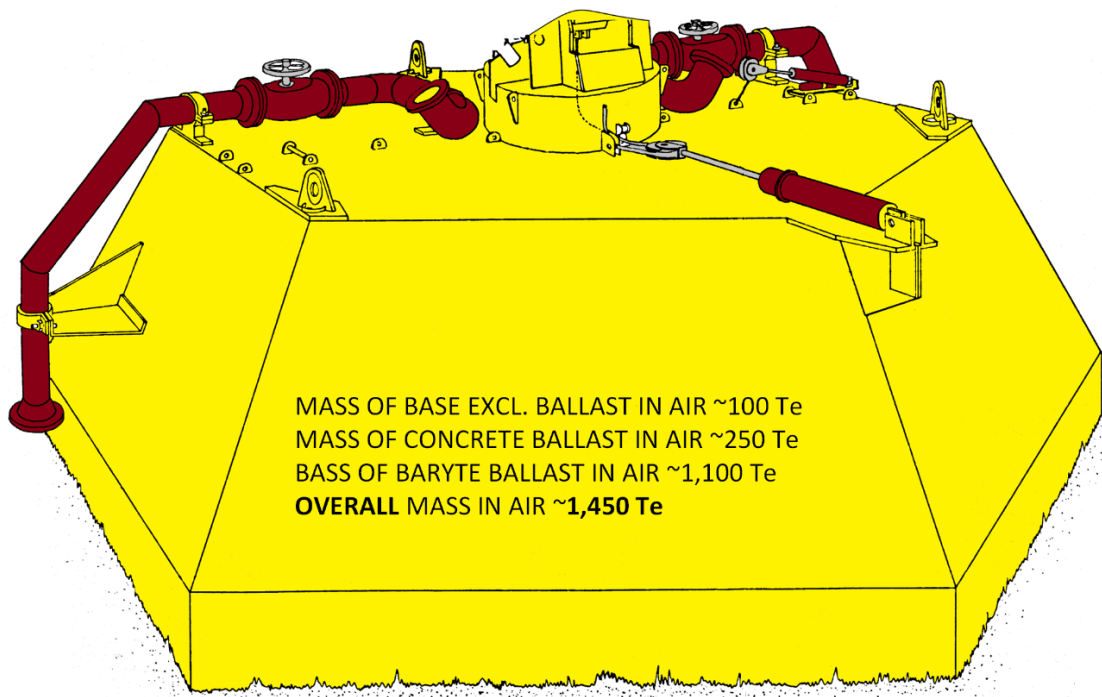 MASS OF BASE EXCL. BALLAST IN AIR ~100 Te
MASS OF CONCRETE BALLAST IN AIR ~250 Te
BASS OF BARYTE BALLAST IN AIR ~1,100 Te
OVERALL MASS IN AIR ~1,450 Te